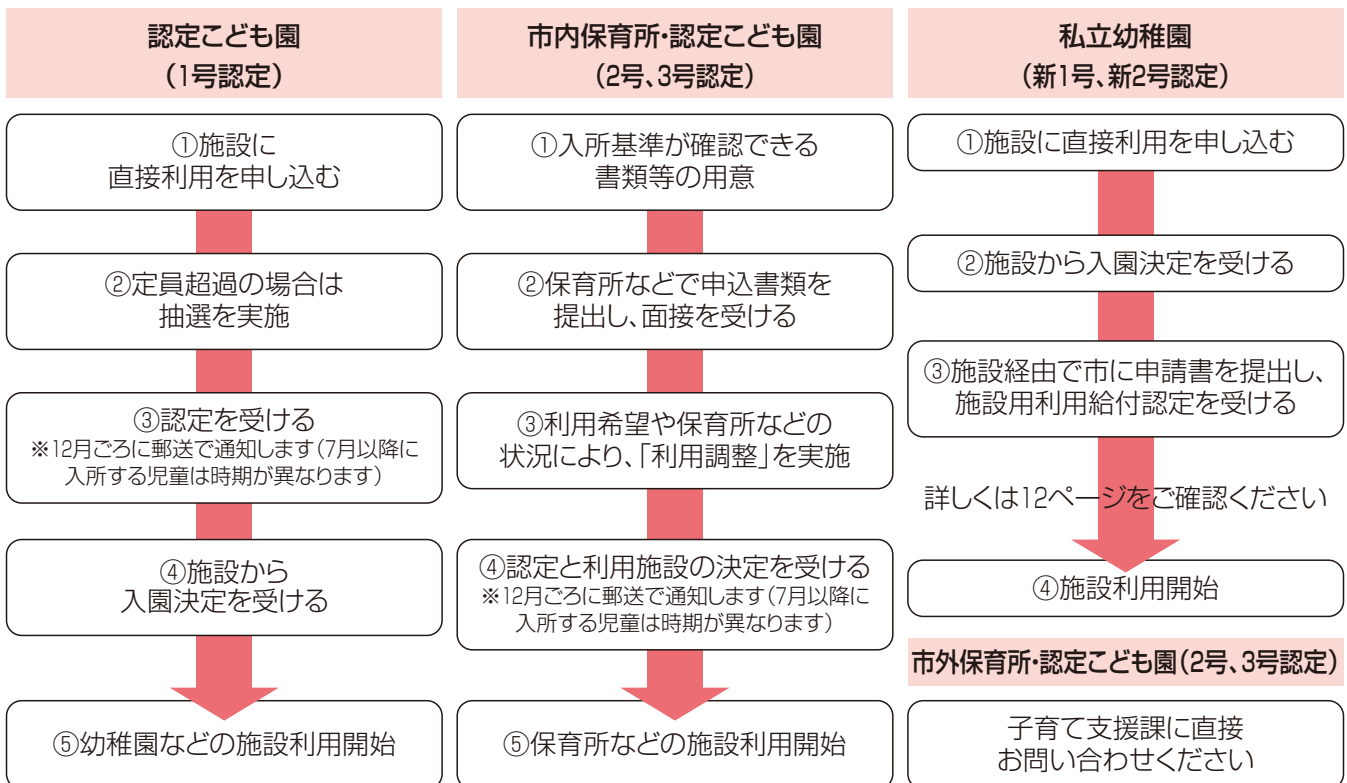 認定こども園
(1号認定)
①施設に
直接利用を申し込む
②定員超過の場合は
抽選を実施
③認定を受ける
※12月ごろに郵送で通知します(7月以降に
入所する児童は時期が異なります)
④施設から
入園決定を受ける
⑤幼稚園などの施設利用開始
市内保育所・認定こども園
(2号、3号認定)
①入所基準が確認できる
書類等の用意
②保育所などで申込書類を
提出し、面接を受ける
③利用希望や保育所などの
状況により、「利用調整」を実施
④認定と利用施設の決定を受ける
※12月ごろに郵送で通知します(7月以降に
入所する児童は時期が異なります)
⑤保育所などの施設利用開始
私立幼稚園
(新1号、新2号認定)
①施設に直接利用を申し込む
②施設から入園決定を受ける
③施設経由で市に申請書を提出し、
施設用利用給付認定を受ける
詳しくは12ページをご確認ください
④施設利用開始
市外保育所・認定こども園(2号、3号認定)
子育て支援課に直接
お問い合わせください